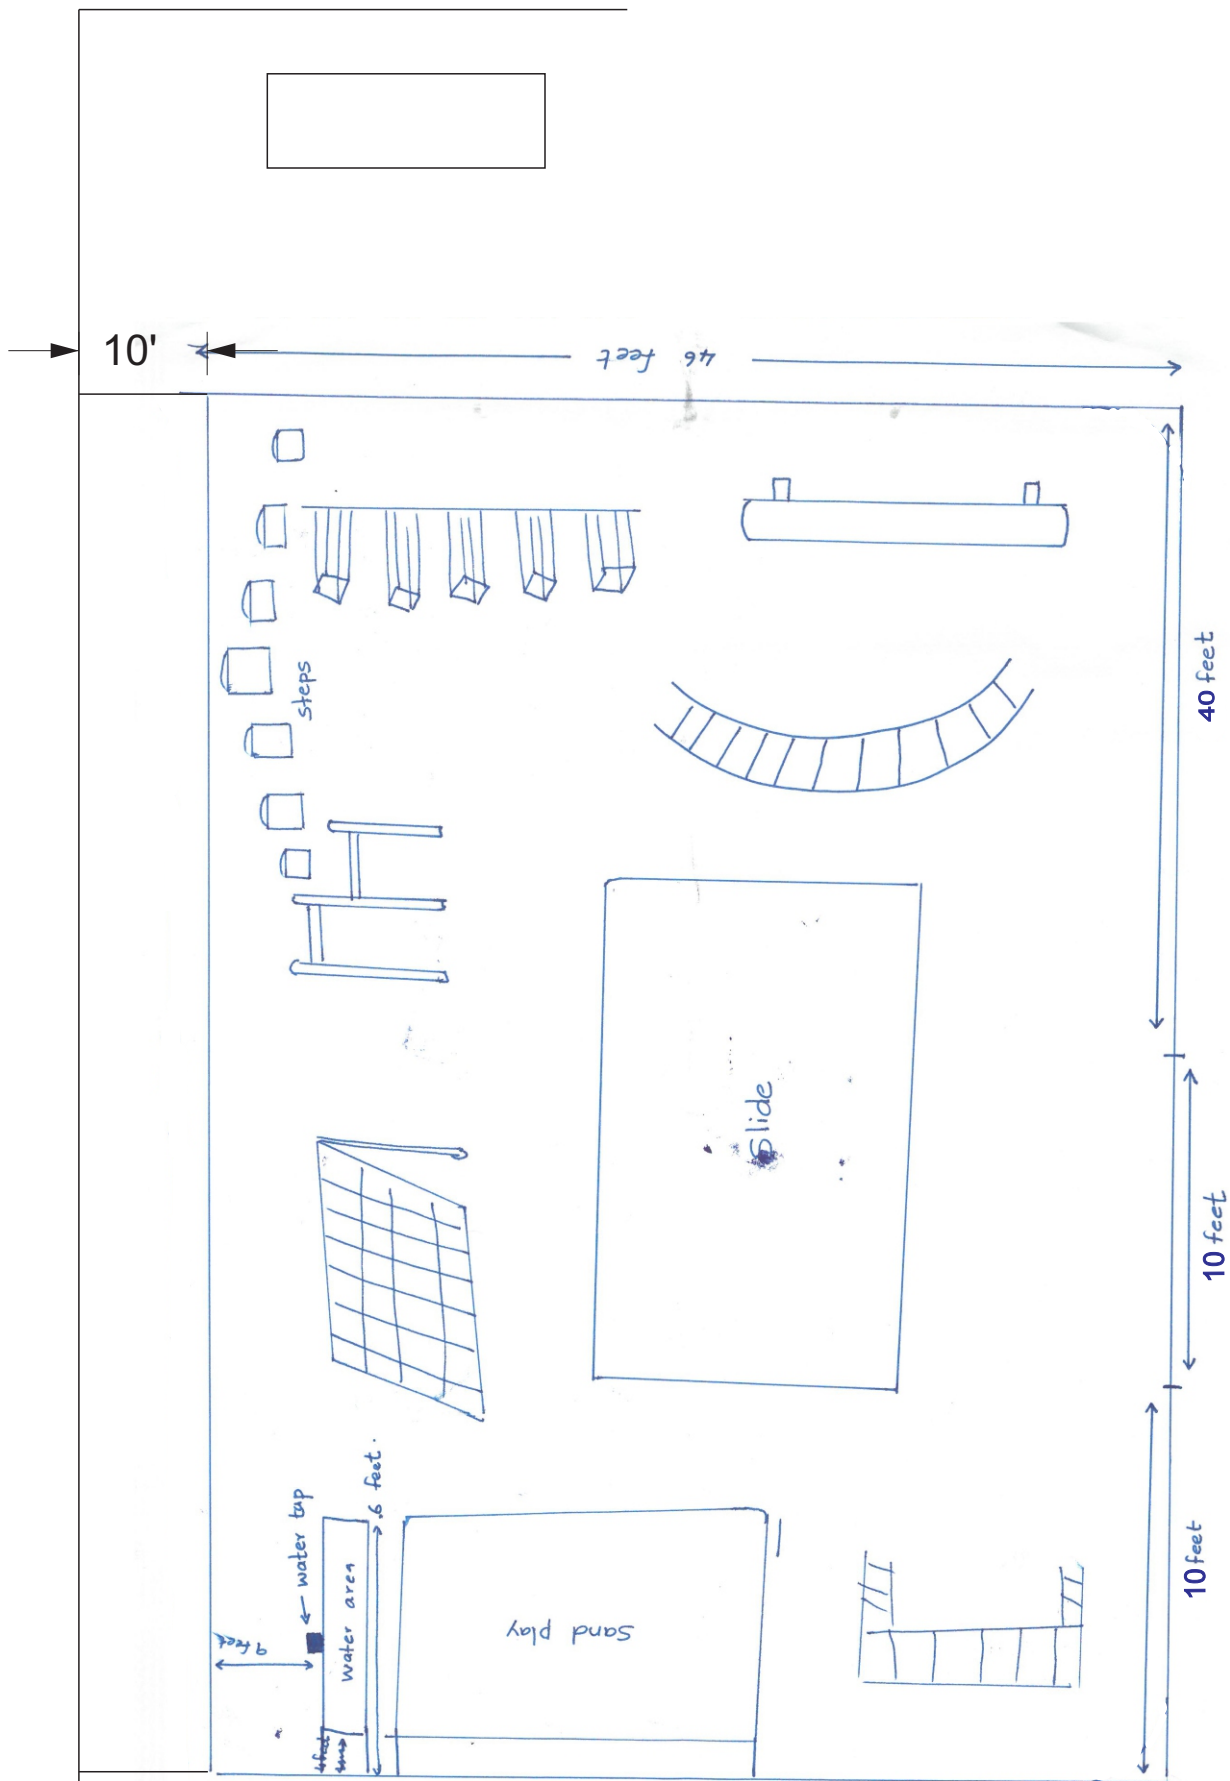 10'
46 feet
steps
40 feet
Slide
10 feet
6 feet.
← water tap
water area
9 feet
Sand play
10 feet